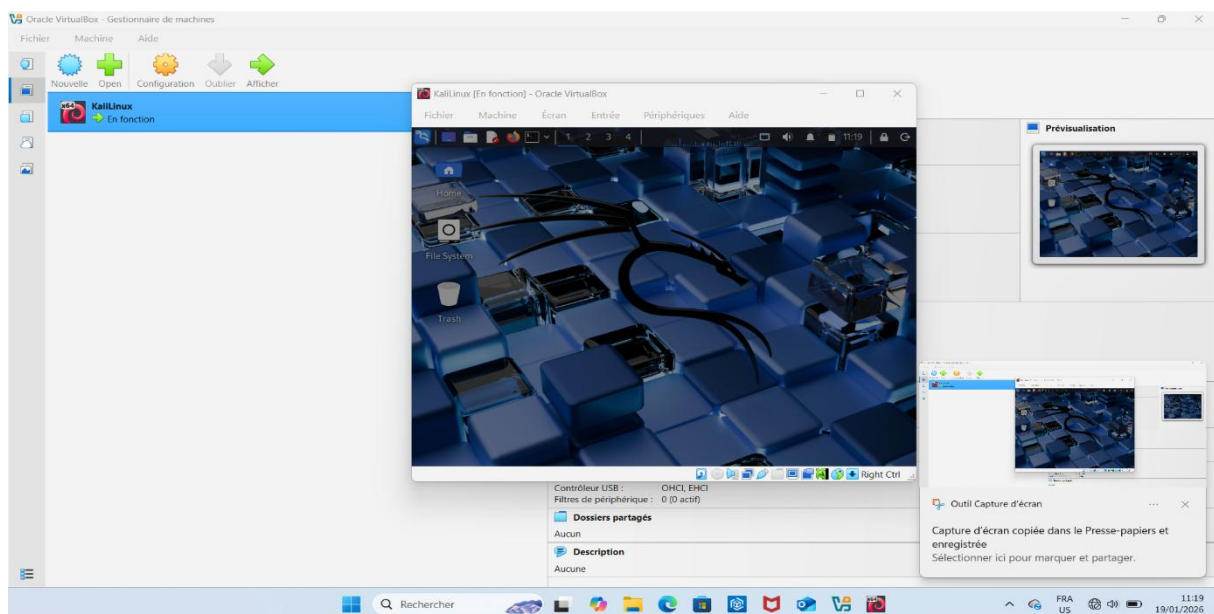 Oracle VirtualBox - Gestionnaire de machines
Fichier Machine Aide
Nouvelle Open Configuration Oublier Afficher
KaliLinux
En fonction
KaliLinux [En fonction] - Oracle VirtualBox
Fichier Machine Écran Entrée Périphériques Aide
1 2 3 4 11:19
Home
File System
Trash
Right Ctrl
Prévisualisation
Contrôleur USB : OHCI, EHCI
Filtres de périphérique : 0 (0 actif)
Dossiers partagés
Aucun
Description
Aucune
Outil Capture d'écran
Capture d'écran copiée dans le Presse-papiers et
enregistrée
Sélectionner ici pour marquer et partager.
Rechercher
FRA
US
11:19
19/01/2026